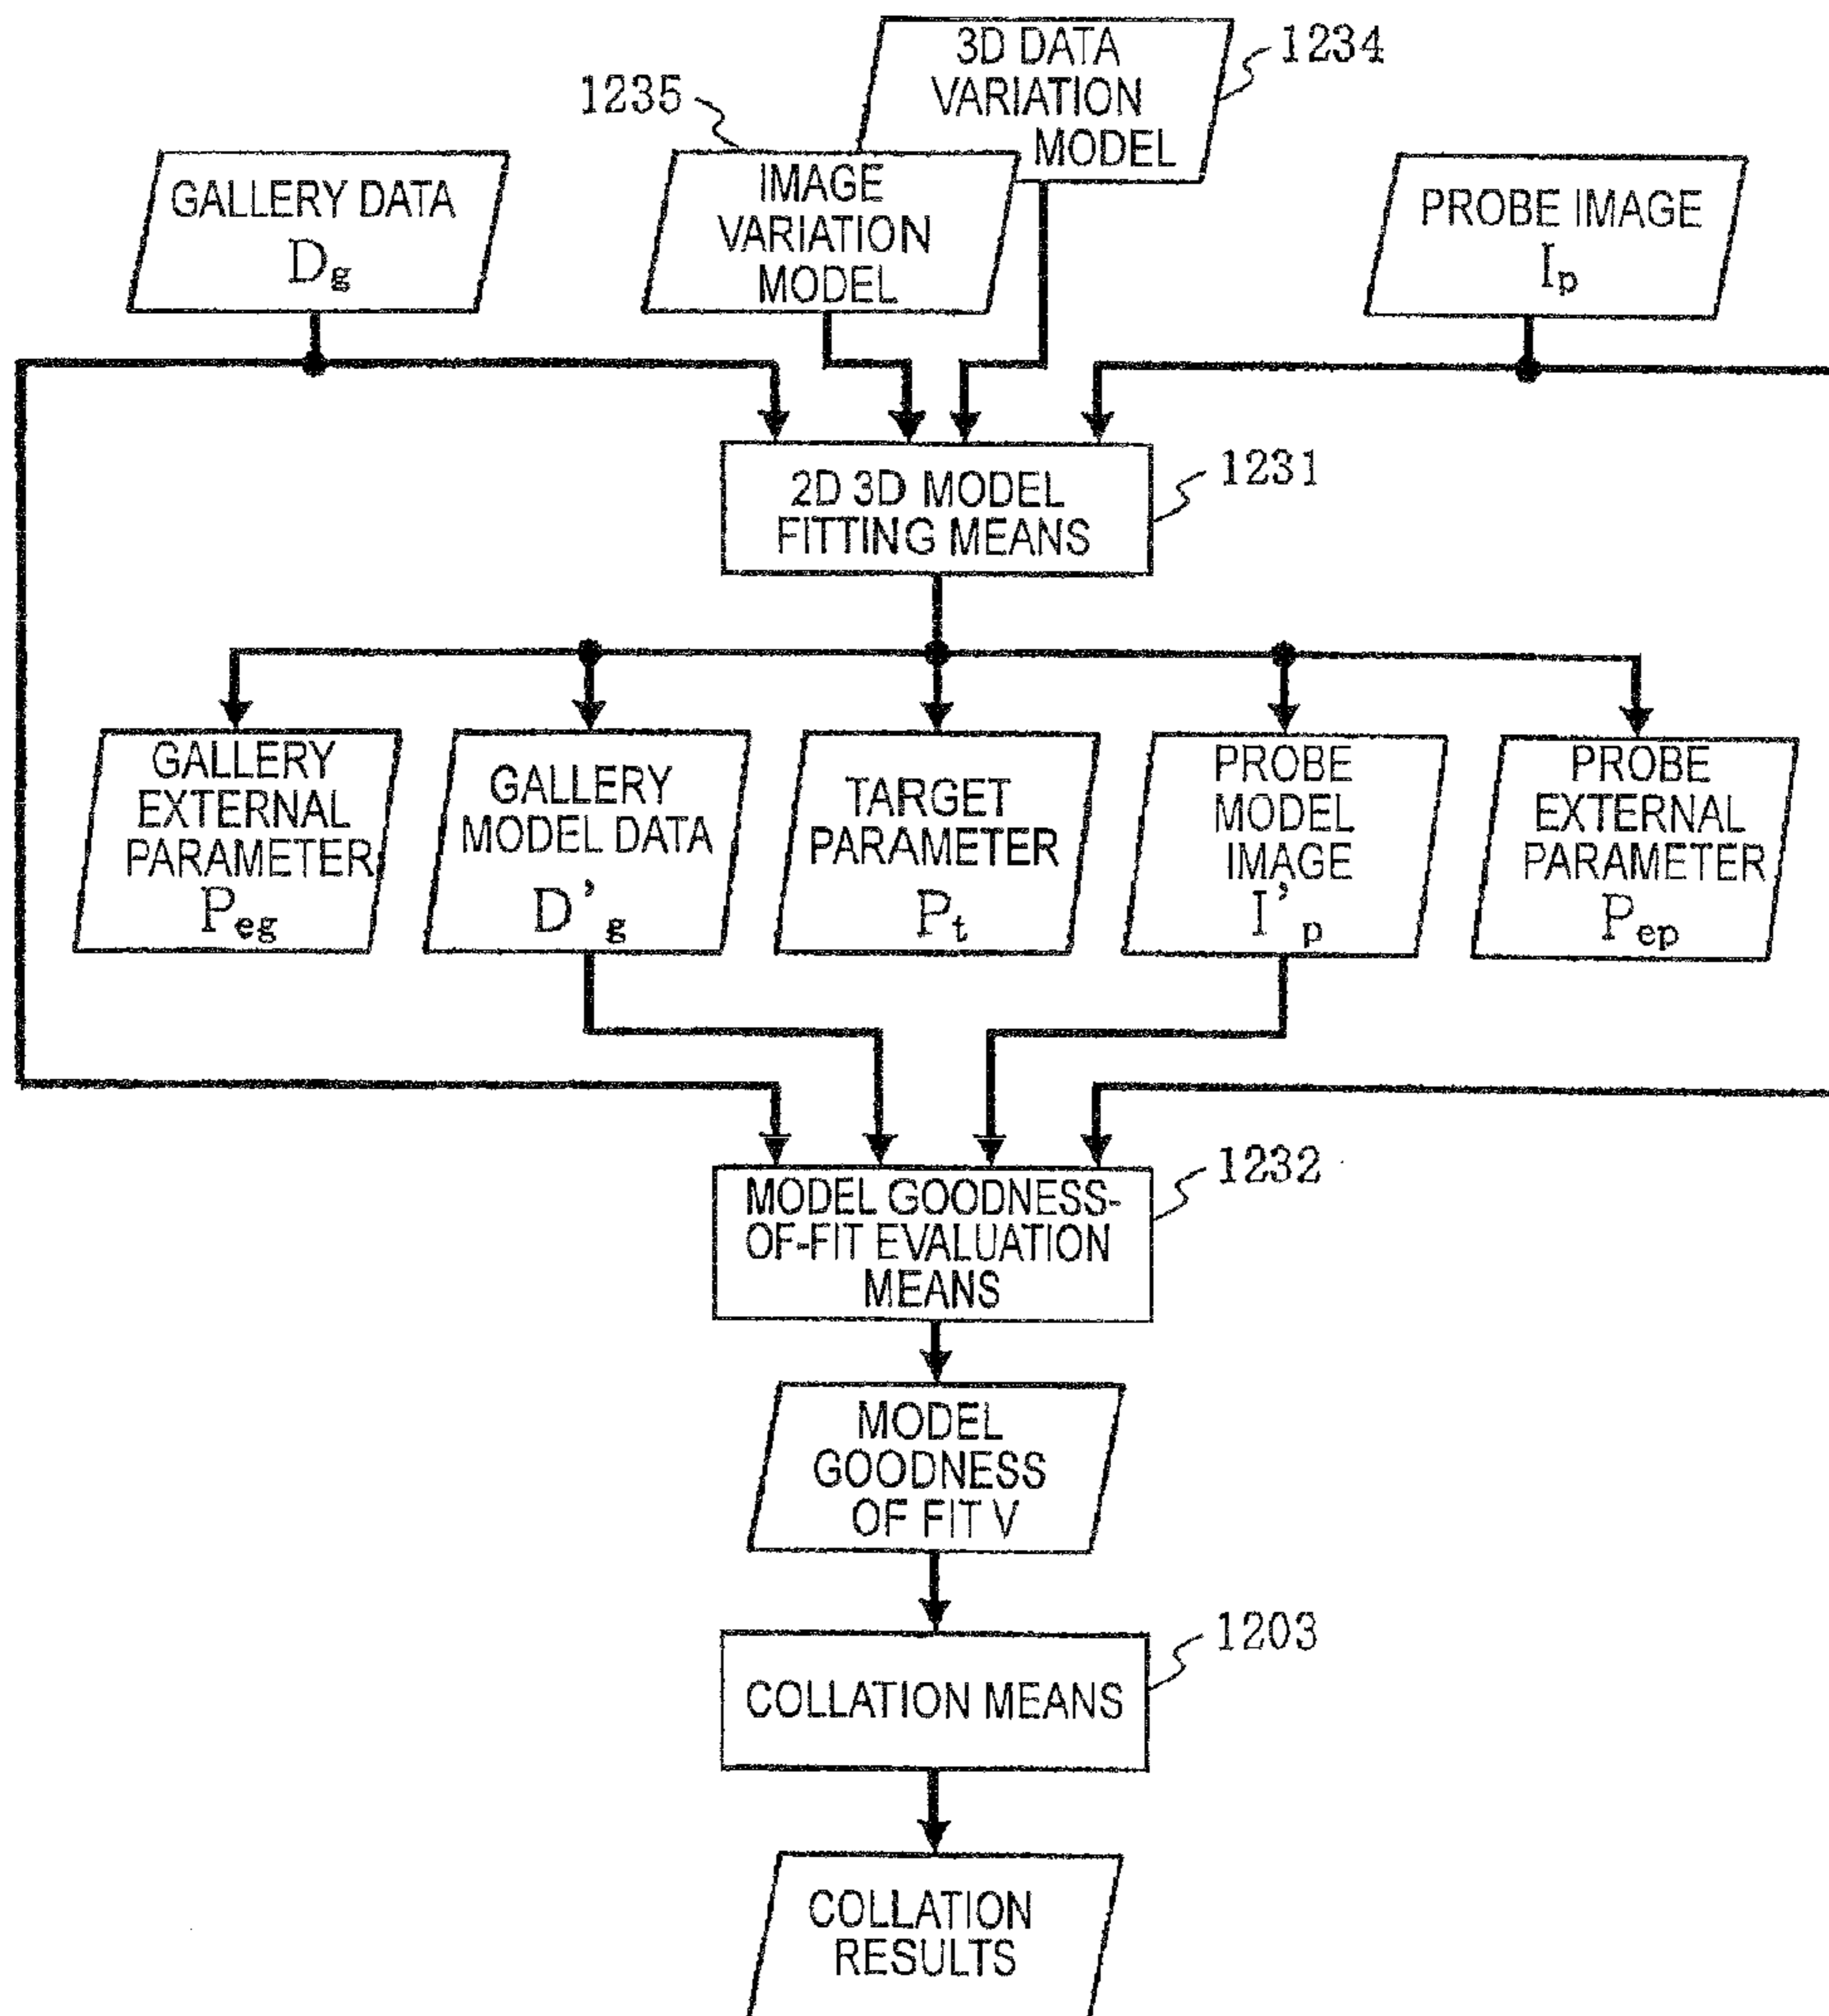 3D DATA
VARIATION
MODEL
1234
1235
IMAGE
VARIATION
MODEL
GALLERY DATA
Dg
PROBE IMAGE
Ip
2D 3D MODEL
FITTING MEANS
1231
GALLERY
EXTERNAL
PARAMETER
Peg
GALLERY
MODEL DATA
D'g
TARGET
PARAMETER
Pt
PROBE
MODEL
IMAGE
I'p
PROBE
EXTERNAL
PARAMETER
Pep
MODEL GOODNESS-
OF-FIT EVALUATION
MEANS
1232
MODEL
GOODNESS
OF FIT V
COLLATION MEANS
1203
COLLATION
RESULTS